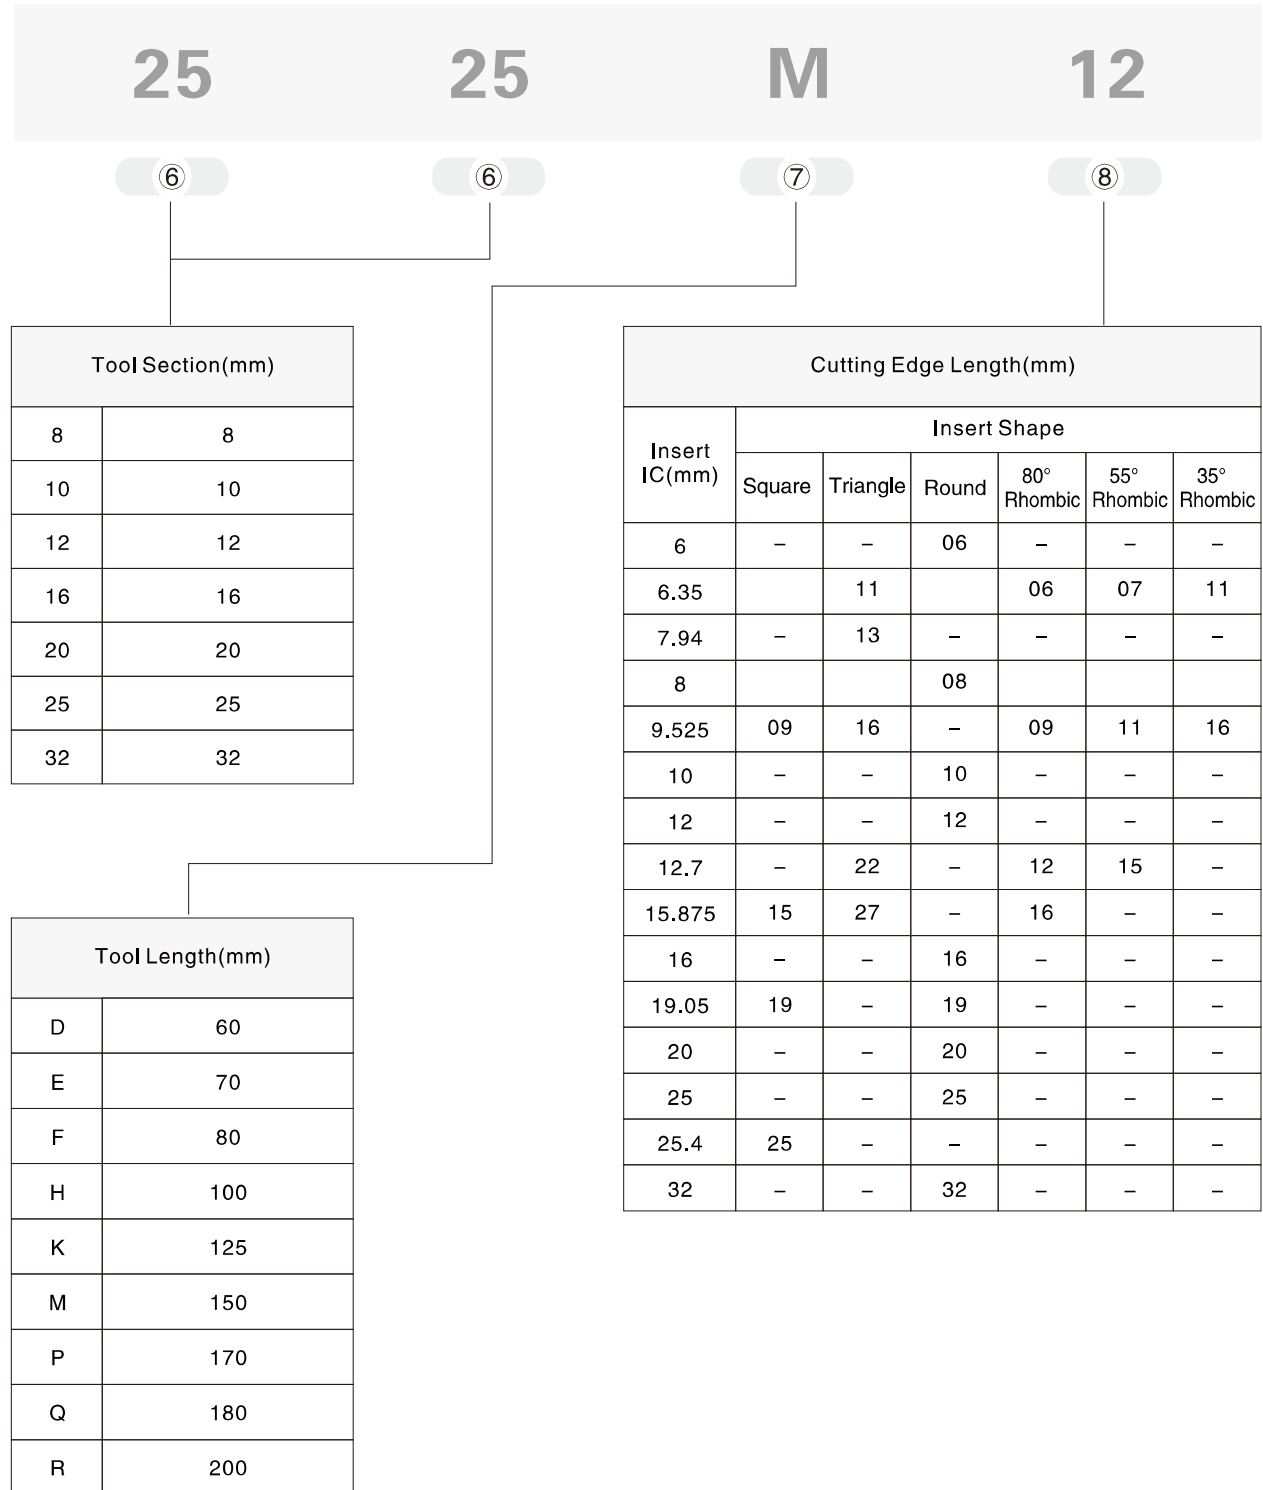 25 25 M 12
⑥ ⑥ ⑦ ⑧
Tool Section(mm)
8 8
10 10
12 12
16 16
20 20
25 25
32 32
Tool Length(mm)
D 60
E 70
F 80
H 100
K 125
M 150
P 170
Q 180
R 200
Cutting Edge Length(mm)
Insert
IC(mm)
Insert Shape
Square Triangle Round 80° Rhombic 55° Rhombic 35° Rhombic
6 – – 06 – – –
6.35 11 06 07 11
7.94 – 13 – – – –
8 08
9.525 09 16 – 09 11 16
10 – – 10 – – –
12 – – 12 – – –
12.7 – 22 – 12 15 –
15.875 15 27 – 16 – –
16 – – 16 – – –
19.05 19 – 19 – – –
20 – – 20 – – –
25 – – 25 – – –
25.4 25 – – – – –
32 – – 32 – – –